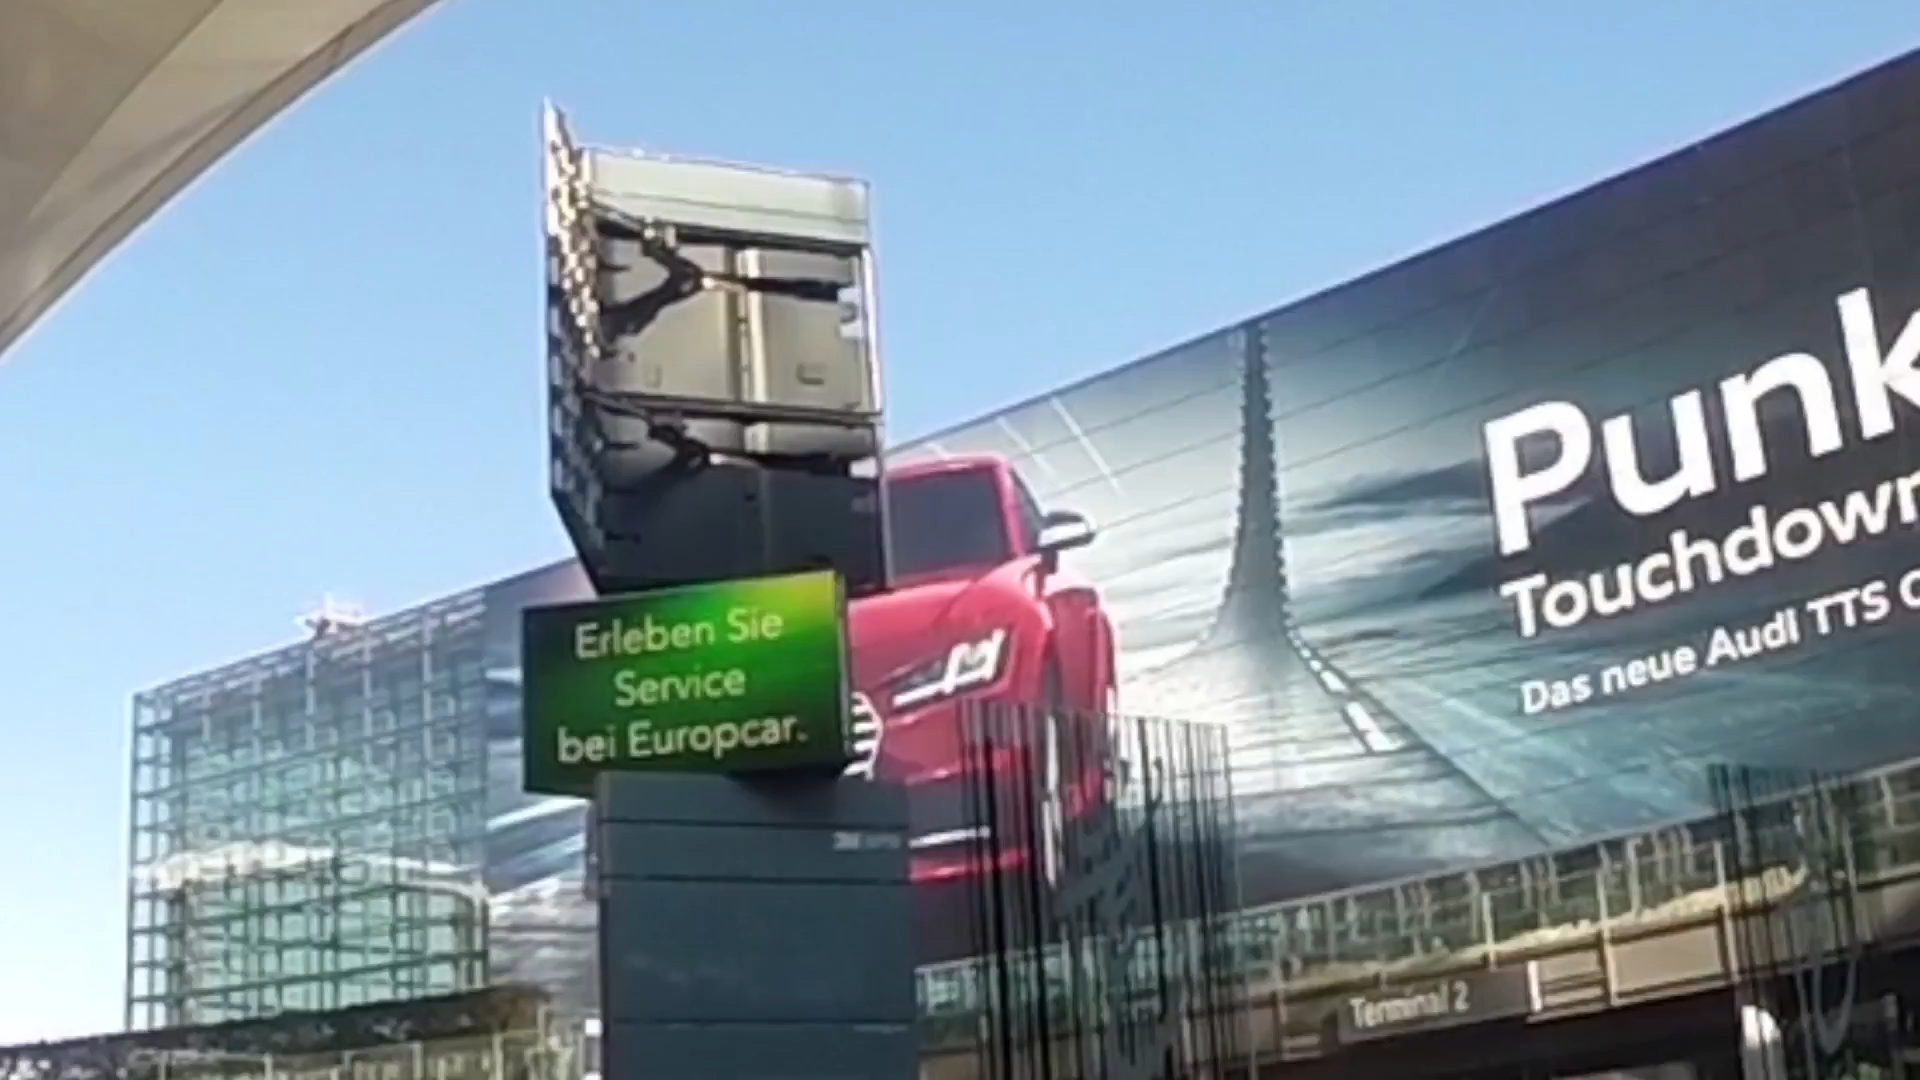 Erleben Sie
Service
bei Europcar.
Punk
Touchdown
Das neue Audi TTS
Terminal 2